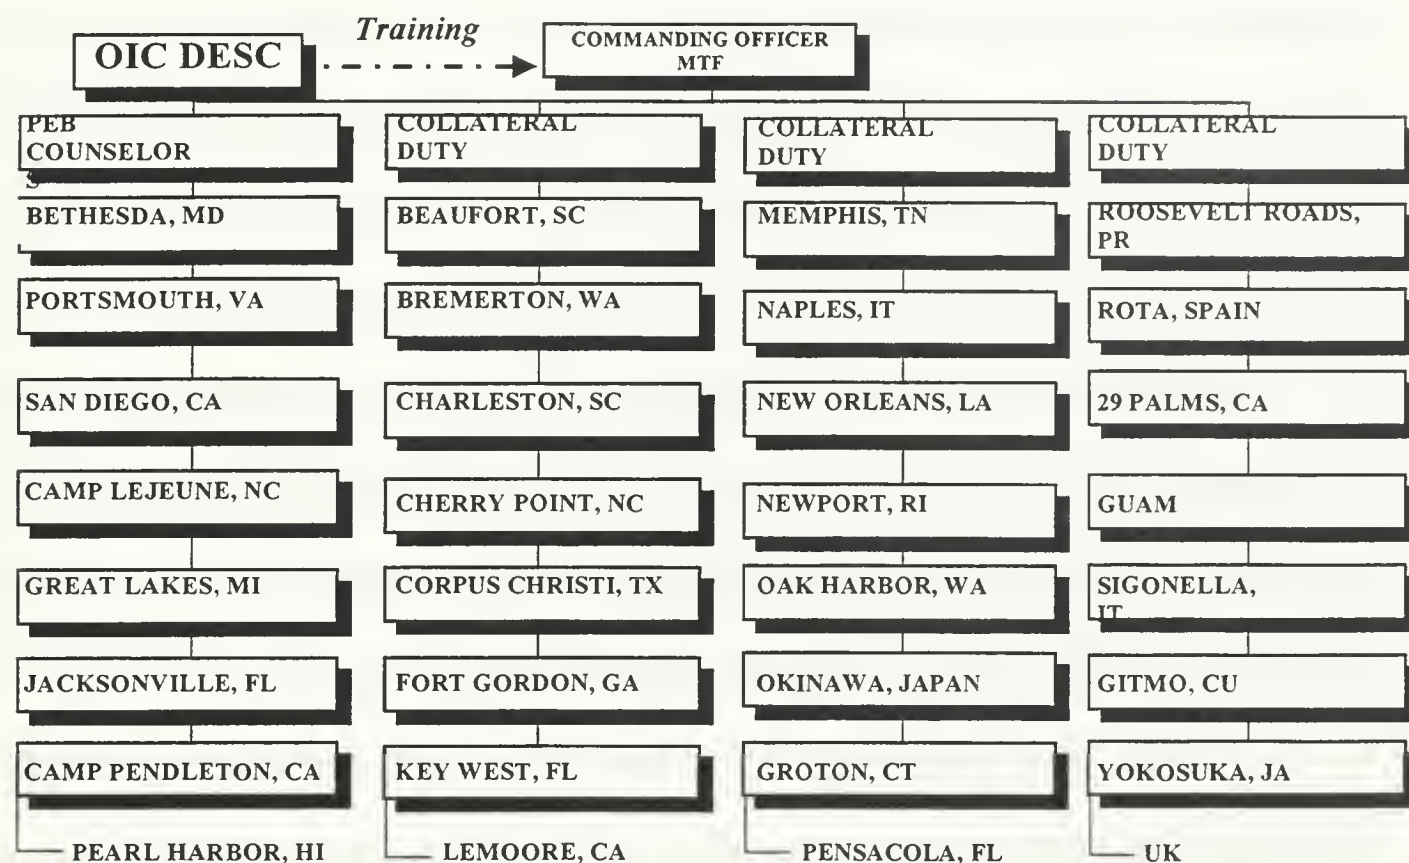 Training
OIC DESC
COMMANDING OFFICER
MTF
PEB
COUNSELOR
S
BETHESDA, MD
PORTSMOUTH, VA
SAN DIEGO, CA
CAMP LEJEUNE, NC
GREAT LAKES, MI
JACKSONVILLE, FL
CAMP PENDLETON, CA
PEARL HARBOR, HI
COLLATERAL
DUTY
BEAUFORT, SC
BREMERTON, WA
CHARLESTON, SC
CHERRY POINT, NC
CORPUS CHRISTI, TX
FORT GORDON, GA
KEY WEST, FL
LEMOORE, CA
COLLATERAL
DUTY
MEMPHIS, TN
NAPLES, IT
NEW ORLEANS, LA
NEWPORT, RI
OAK HARBOR, WA
OKINAWA, JAPAN
GROTON, CT
PENSACOLA, FL
COLLATERAL
DUTY
ROOSEVELT ROADS,
PR
ROTA, SPAIN
29 PALMS, CA
GUAM
SIGONELLA,
IT
GITMO, CU
YOKOSUKA, JA
UK